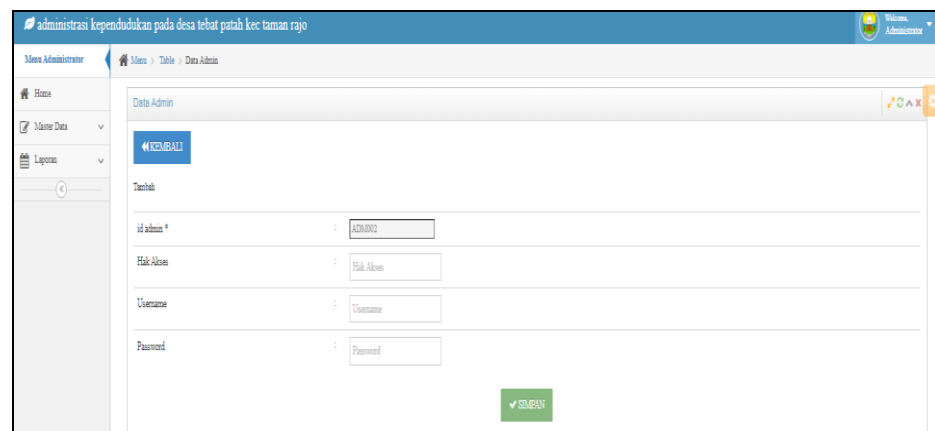 administrasi kependudukan pada desa tebat patah kec taman rajo
Welcome,
Administrator
Menu Administrator
Menu > Table > Data Admin
Home
Master Data
Laporan
Data Admin
KEMBALI
Tambah
id admin * : ADM002
Hak Akses : Hak Akses
Username : Username
Password : Password
SIMPAN